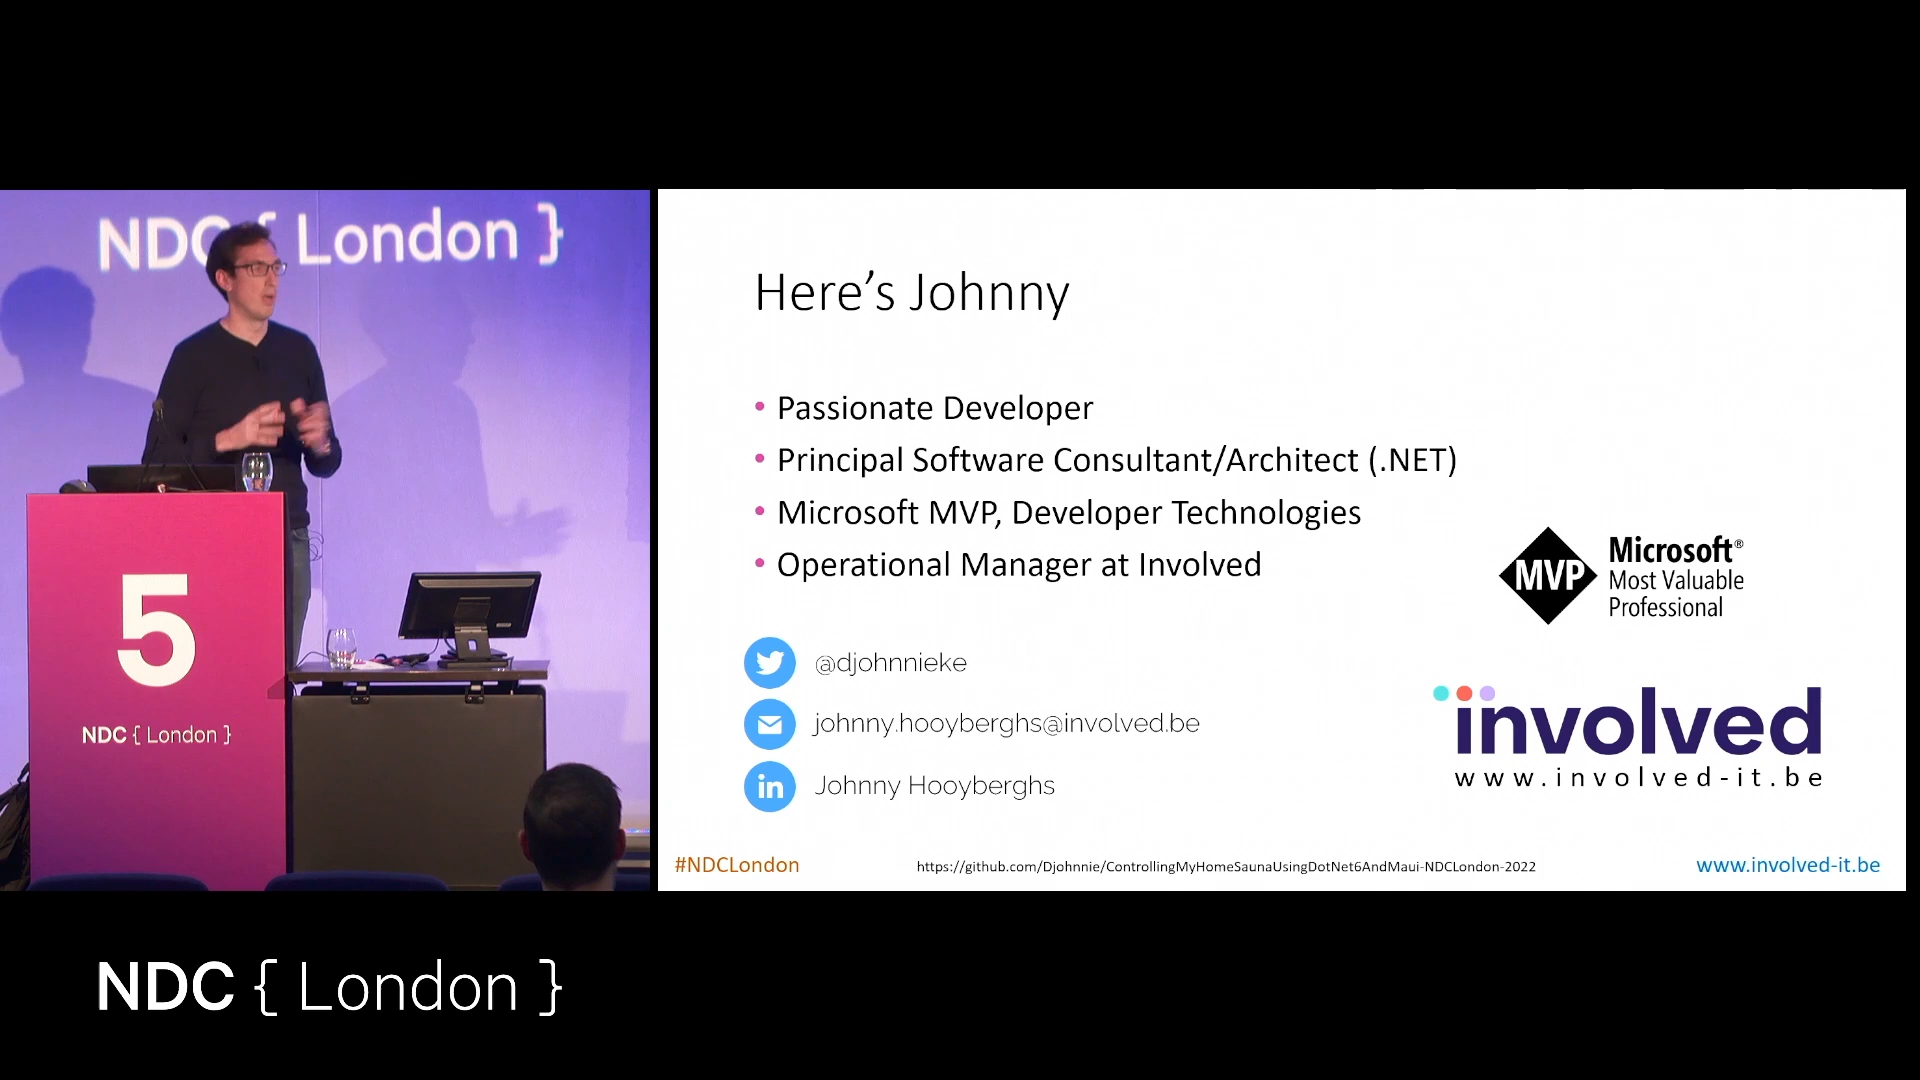 NDC { London }
5
NDC { London }
Here's Johnny
• Passionate Developer
• Principal Software Consultant/Architect (.NET)
• Microsoft MVP, Developer Technologies
• Operational Manager at Involved
MVP
Microsoft®
Most Valuable
Professional
@djohnnieke
johnny.hooyberghs@involved.be
in
Johnny Hooyberghs
involved
www.involved-it.be
#NDCLondon
https://github.com/Djohnnie/ControllingMyHomeSaunaUsingDotNet6AndMaui-NDCLondon-2022
www.involved-it.be
NDC { London }